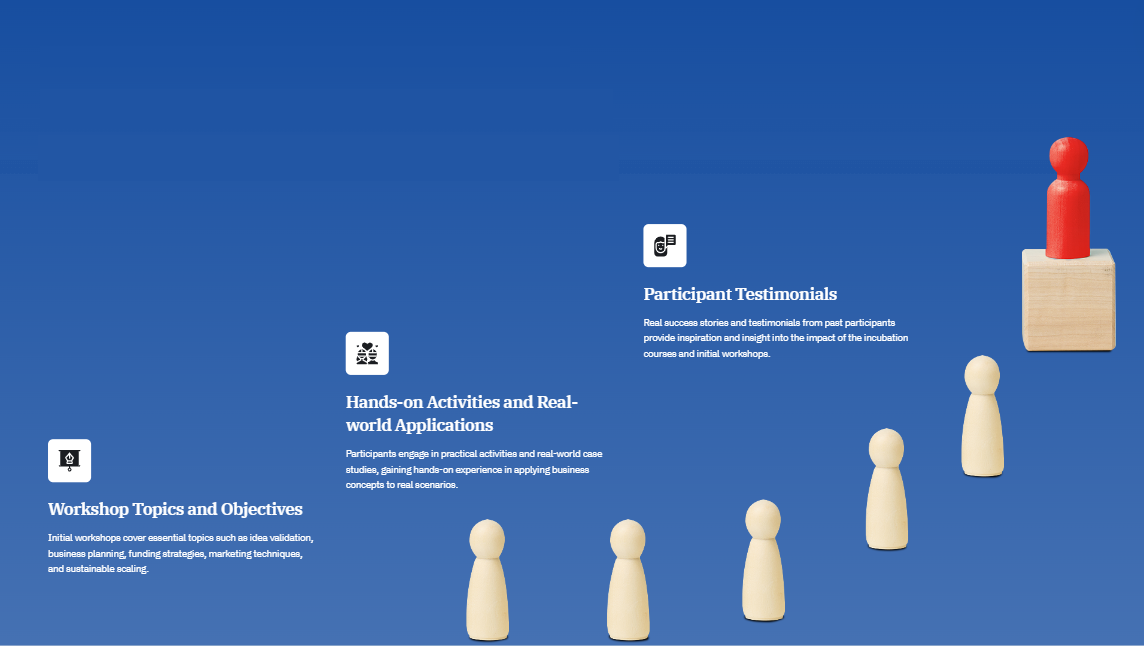 Participant Testimonials
Real success stories and testimonials from past participants
provide inspiration and insight into the impact of the incubation
courses and initial workshops.
Hands-on Activities and Real-
world Applications
Participants engage in practical activities and real-world case
studies, gaining hands-on experience in applying business
concepts to real scenarios.
Workshop Topics and Objectives
Initial workshops cover essential topics such as idea validation,
business planning, funding strategies, marketing techniques,
and sustainable scaling.